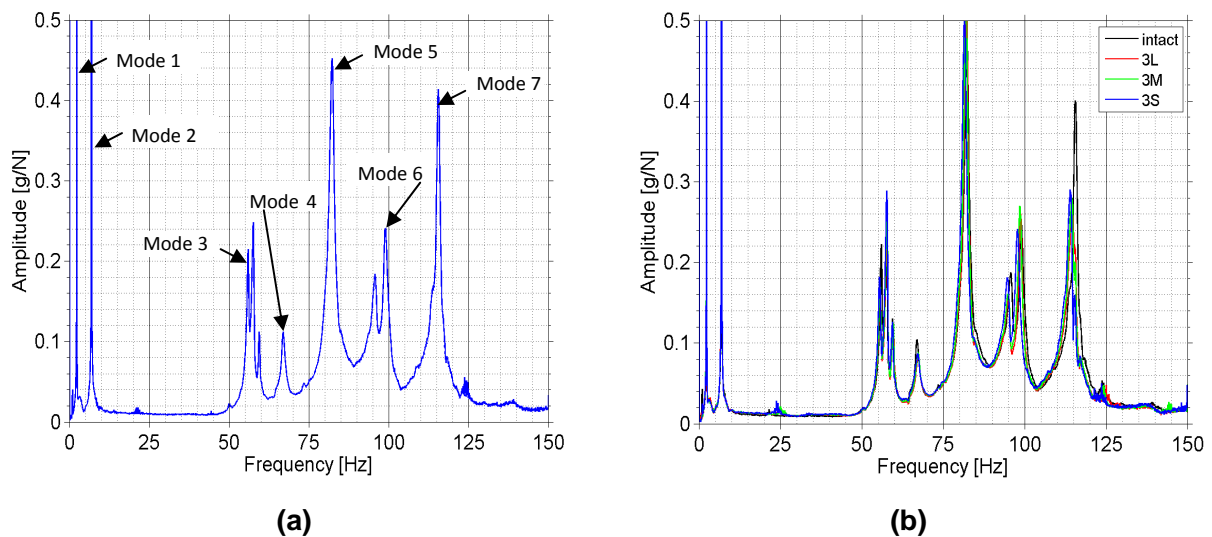 0.5
0.4
0.3
0.2
0.1
0
Amplitude [g/N]
Mode 1
Mode 2
Mode 3
Mode 4
Mode 5
Mode 6
Mode 7
0 25 50 75 100 125 150
Frequency [Hz]
(a)
0.5
0.4
0.3
0.2
0.1
0
Amplitude [g/N]
intact
3L
3M
3S
0 25 50 75 100 125 150
Frequency [Hz]
(b)